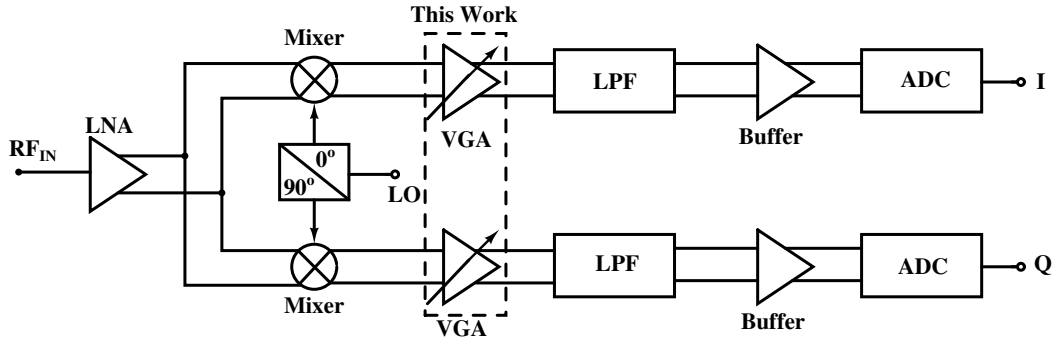 This Work
Mixer
LPF
ADC
I
VGA
Buffer
LNA
RF_IN
0°
90°
LO
LPF
ADC
Q
Mixer
VGA
Buffer